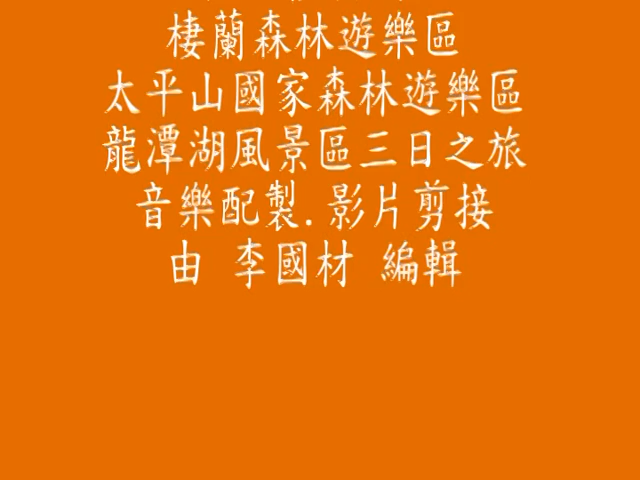 棲蘭森林遊樂區
太平山國家森林遊樂區
龍潭湖風景區三日之旅
音樂配製.影片剪接
由 李國材 編輯